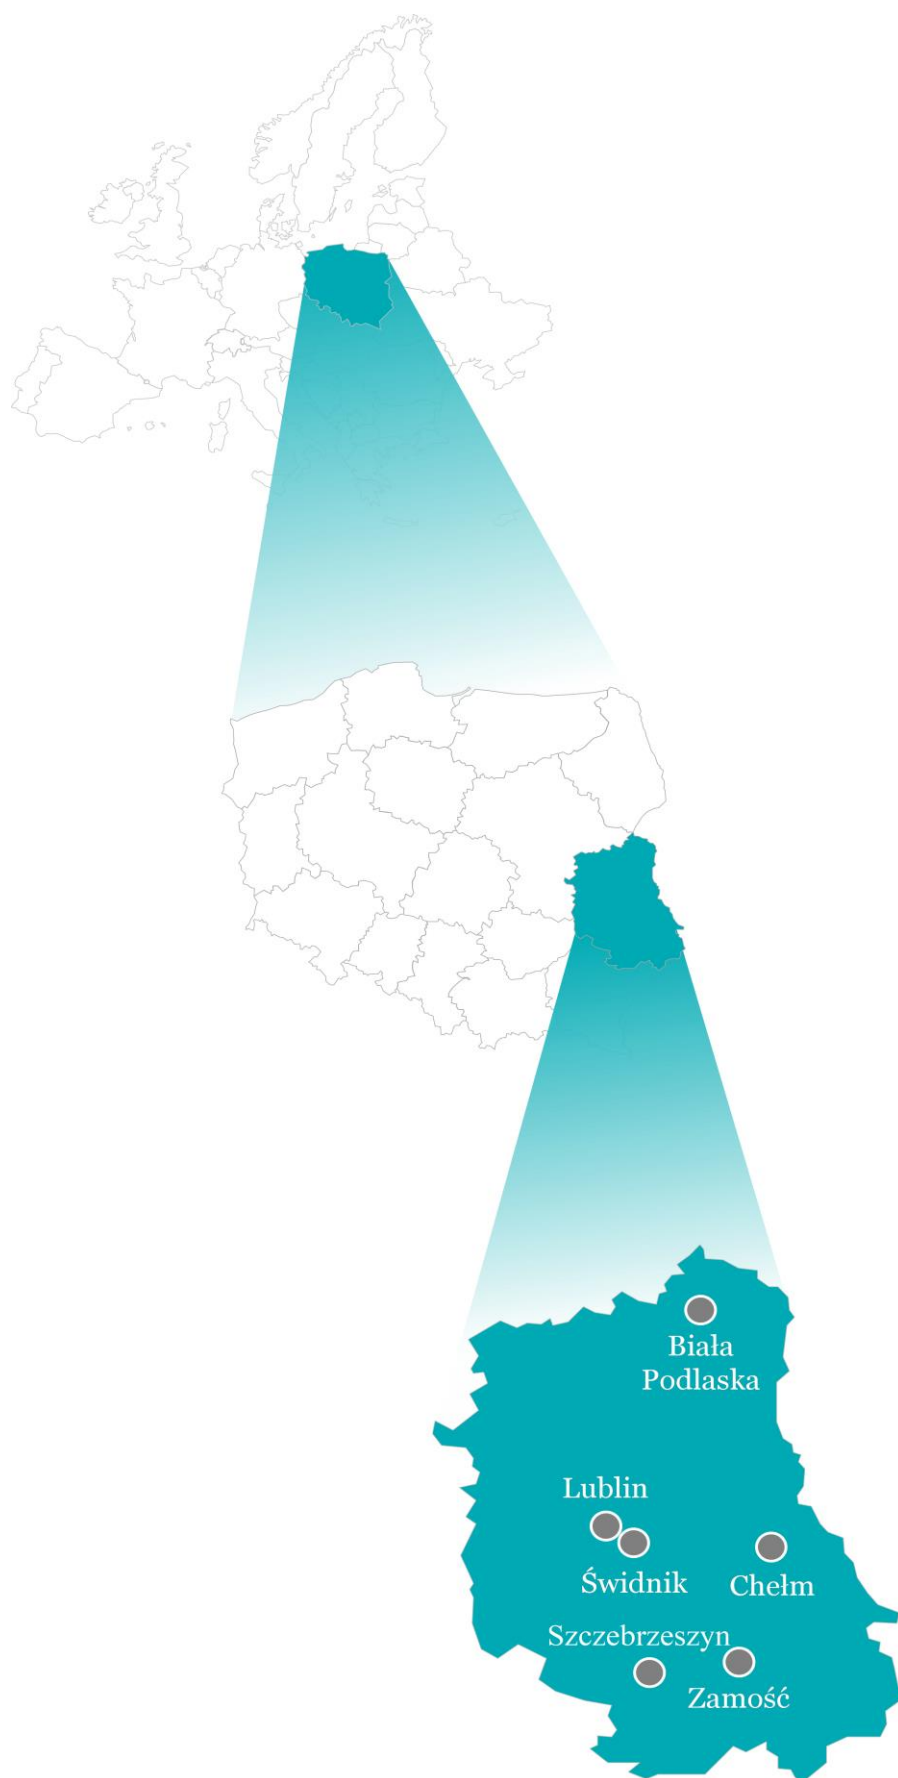 Biała
Podlaska
Lublin
Świdnik
Chełm
Szczebrzeszyn
Zamość